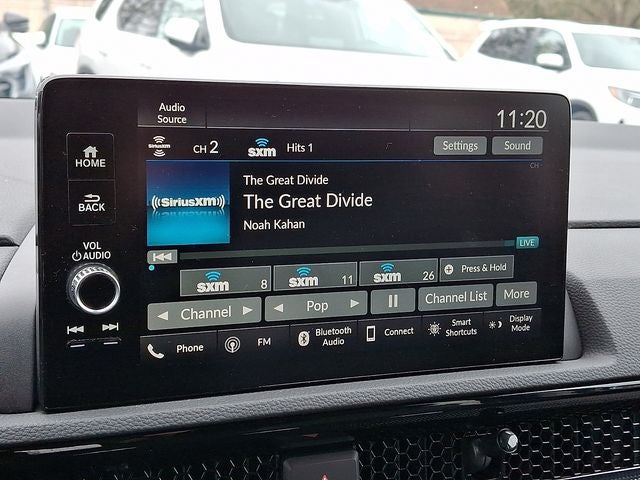 Audio
Source
11:20
SiriusXM
CH 2
sxm
Hits 1
Settings
Sound
CH
HOME
((SiriusXM))
The Great Divide
The Great Divide
Noah Kahan
BACK
VOL
AUDIO
LIVE
sxm 8
sxm 11
sxm 26
Press & Hold
Channel
Pop
Channel List
More
Phone
FM
Bluetooth
Audio
Connect
Smart
Shortcuts
Display
Mode